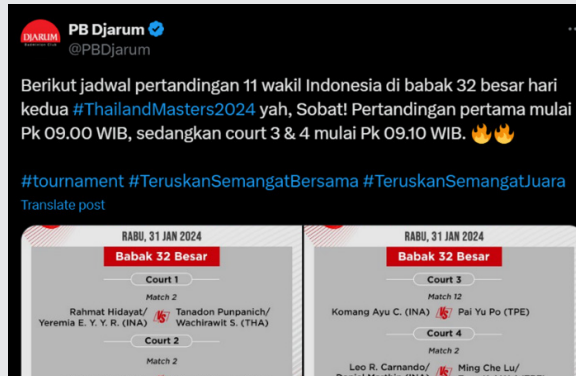 DJARUM
PB Djarum
@PBDjarum
Berikut jadwal pertandingan 11 wakil Indonesia di babak 32 besar hari
kedua #ThailandMasters2024 yah, Sobat! Pertandingan pertama mulai
Pk 09.00 WIB, sedangkan court 3 & 4 mulai Pk 09.10 WIB. 🔥🔥
#tournament #TeruskanSemangatBersama #TeruskanSemangatJuara
Translate post
RABU, 31 JAN 2024
Babak 32 Besar
Court 1
Match 2
Rahmat Hidayat/ VS Tanadon Punpanich/
Yeremia E. Y. Y. R. (INA) Wachirawit S. (THA)
Court 2
Match 2
RABU, 31 JAN 2024
Babak 32 Besar
Court 3
Match 12
Komang Ayu C. (INA) VS Pai Yu Po (TPE)
Court 4
Match 2
Leo R. Carnando/ VS Ming Che Lu/